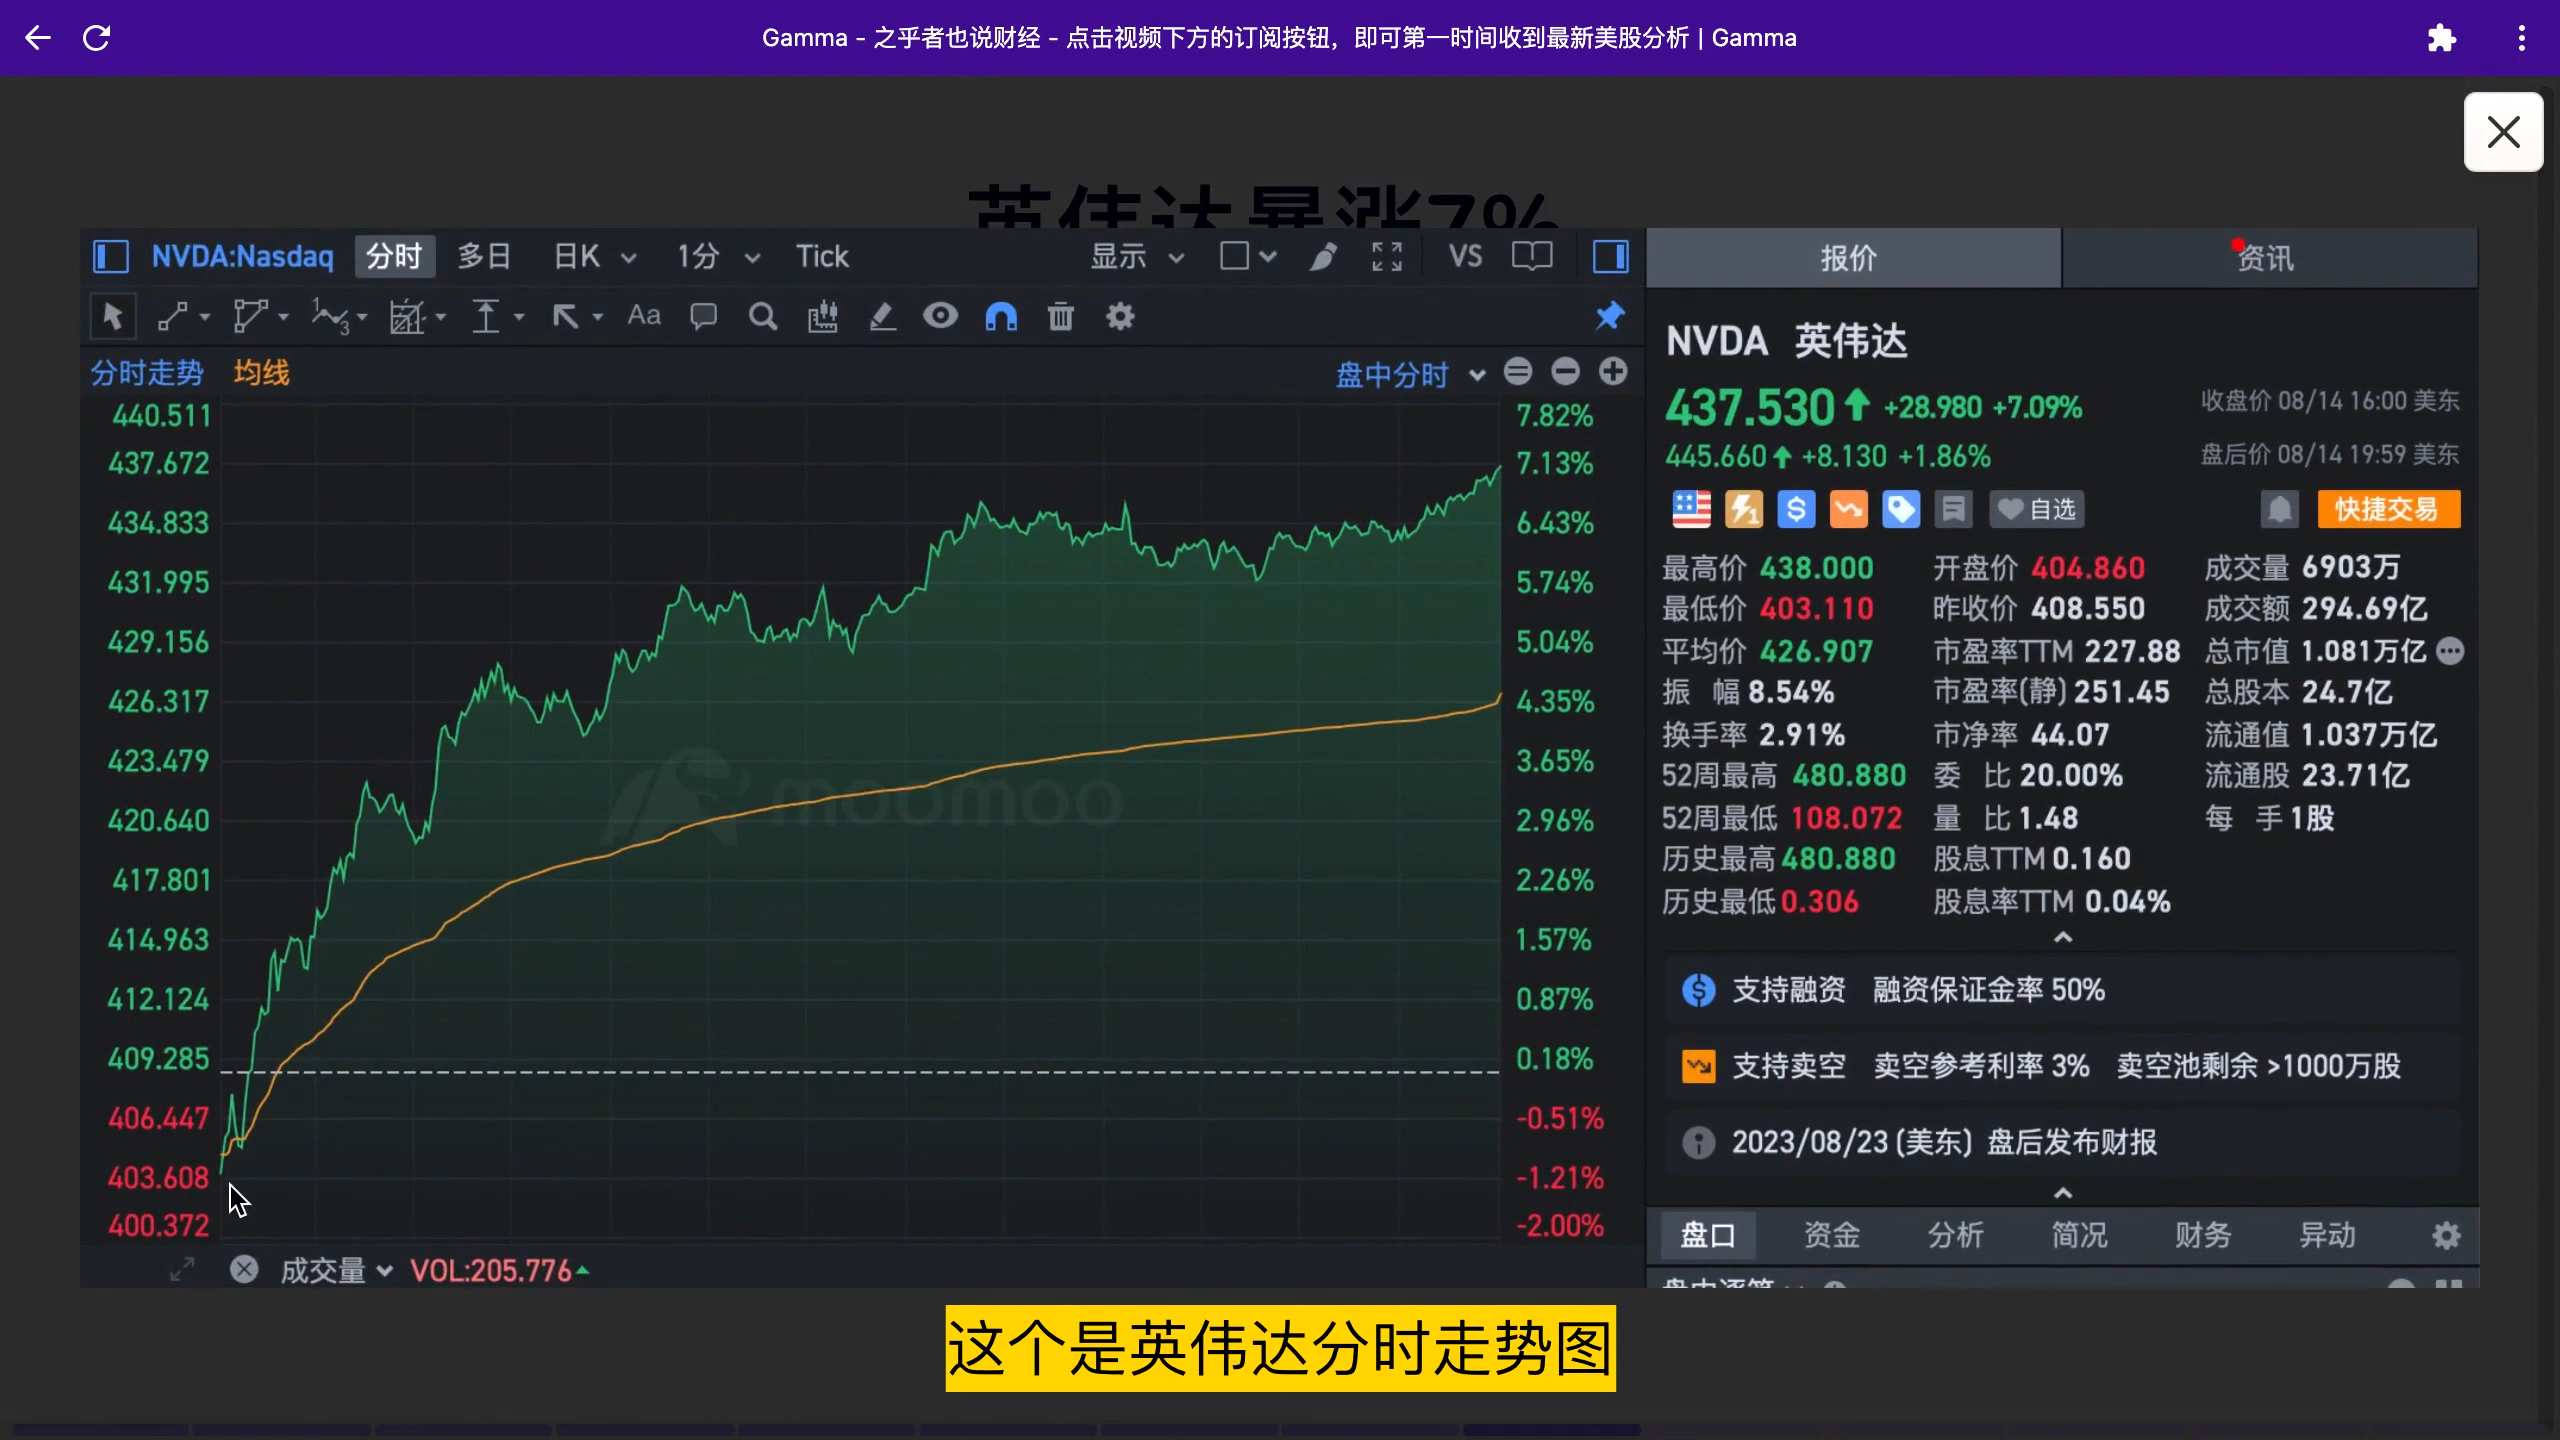 Gamma - 之乎者也说财经 - 点击视频下方的订阅按钮，即可第一时间收到最新美股分析 | Gamma
英伟达暴涨7%
NVDA:Nasdaq 分时 多日 日K 1分 Tick 显示 VS
Aa
分时走势 均线 盘中分时
440.511 7.82%
437.672 7.13%
434.833 6.43%
431.995 5.74%
429.156 5.04%
426.317 4.35%
423.479 3.65%
420.640 2.96%
417.801 2.26%
414.963 1.57%
412.124 0.87%
409.285 0.18%
406.447 -0.51%
403.608 -1.21%
400.372 -2.00%
moomoo
成交量 VOL:205.776
报价 资讯
NVDA 英伟达
437.530 +28.980 +7.09% 收盘价 08/14 16:00 美东
445.660 +8.130 +1.86% 盘后价 08/14 19:59 美东
自选 快捷交易
最高价 438.000 开盘价 404.860 成交量 6903万
最低价 403.110 昨收价 408.550 成交额 294.69亿
平均价 426.907 市盈率TTM 227.88 总市值 1.081万亿
振 幅 8.54% 市盈率(静) 251.45 总股本 24.7亿
换手率 2.91% 市净率 44.07 流通值 1.037万亿
52周最高 480.880 委 比 20.00% 流通股 23.71亿
52周最低 108.072 量 比 1.48 每 手 1股
历史最高 480.880 股息TTM 0.160
历史最低 0.306 股息率TTM 0.04%
支持融资 融资保证金率 50%
支持卖空 卖空参考利率 3% 卖空池剩余 >1000万股
2023/08/23 (美东) 盘后发布财报
盘口 资金 分析 简况 财务 异动
这个是英伟达分时走势图